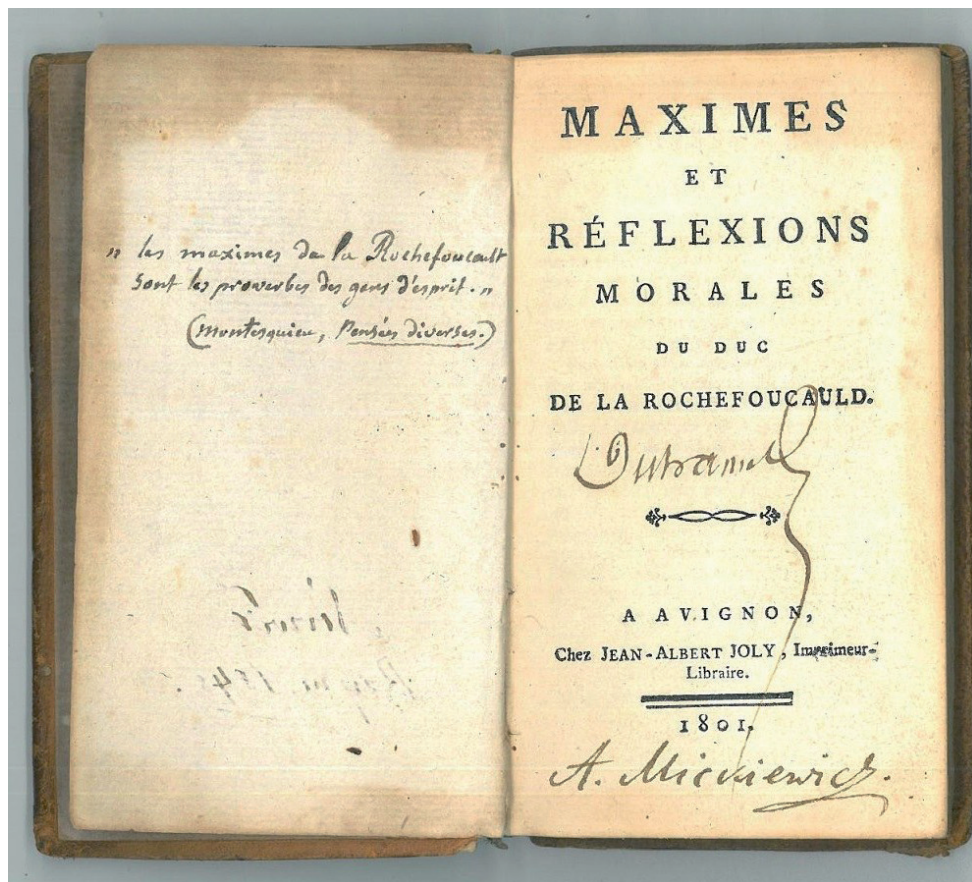 „ les maximes de la Rochefoucault
sont les proverbes des gens d'esprit. „
(Montesquieu, Pensées diverses.)
MAXIMES
ET
RÉFLEXIONS
MORALES
DU DUC
DE LA ROCHEFOUCAULD.
A AVIGNON,
Chez JEAN-ALBERT JOLY, Imprimeur-
Libraire.
1801.
A. Mickiewicz.